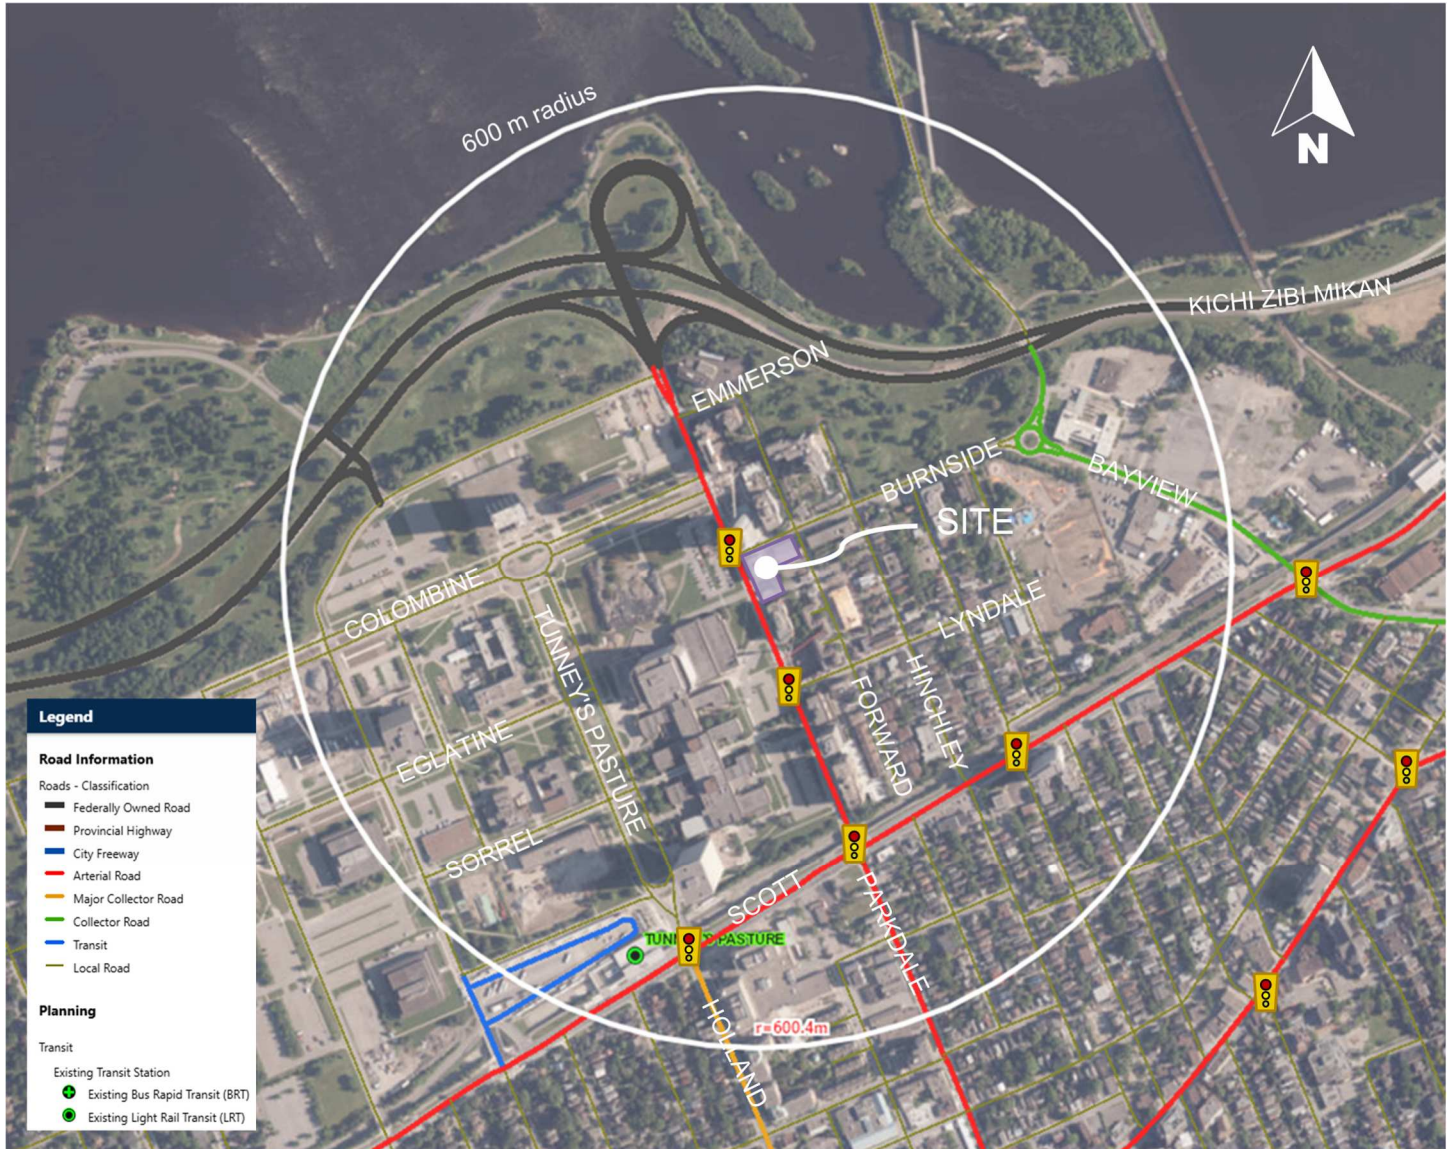 600 m radius
N
KICHI ZIBI MIKAN
EMMERSON
BURNSIDE
BAYVIEW
SITE
COLOMBINE
TUNNEY'S PASTURE
LYNDALE
HINCHLEY
FORWARD
EGLATINE
SORREL
SCOTT
PARKDALE
TUNNEY'S PASTURE
HOLLAND
r=600.4m
Legend
Road Information
Roads - Classification
Federally Owned Road
Provincial Highway
City Freeway
Arterial Road
Major Collector Road
Collector Road
Transit
Local Road
Planning
Transit
Existing Transit Station
Existing Bus Rapid Transit (BRT)
Existing Light Rail Transit (LRT)